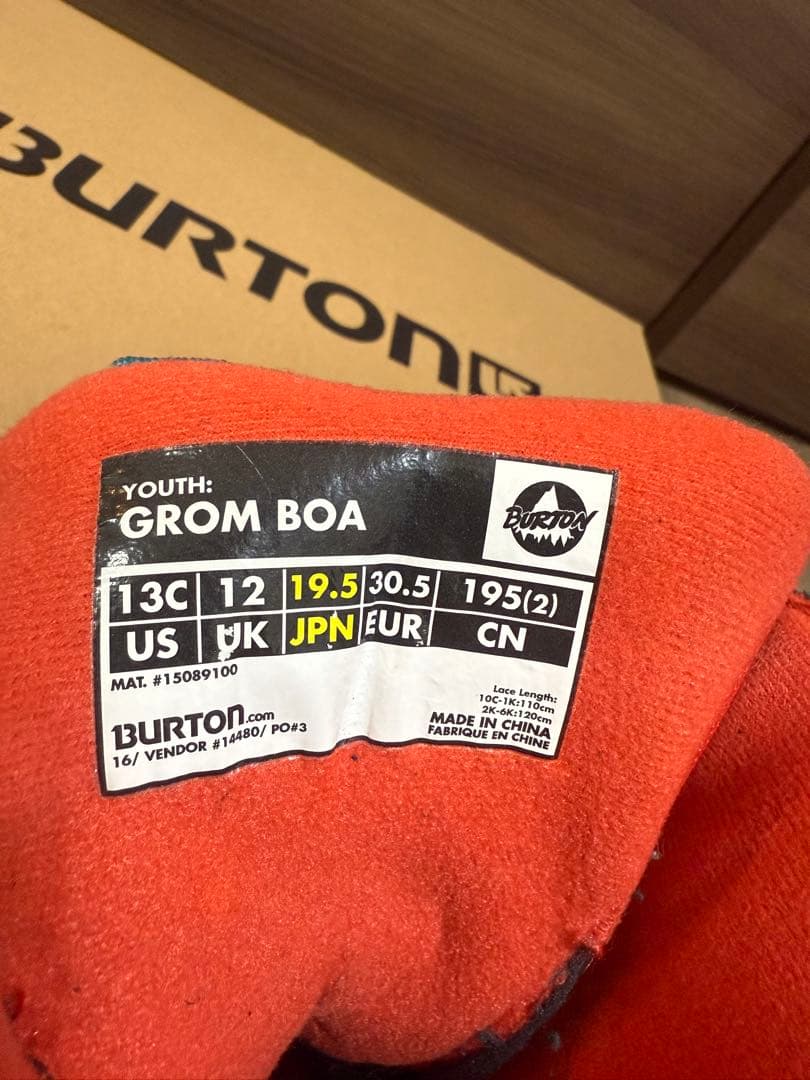 BURTON
YOUTH:
GROM BOA
BURTON
13C 12 19.5 30.5 195(2)
US UK JPN EUR CN
MAT. #15089100
BURTON.com
16/ VENDOR #14480/ PO#3
Lace Length:
10C-1K:110cm
2K-6K:120cm
MADE IN CHINA
FABRIQUE EN CHINE